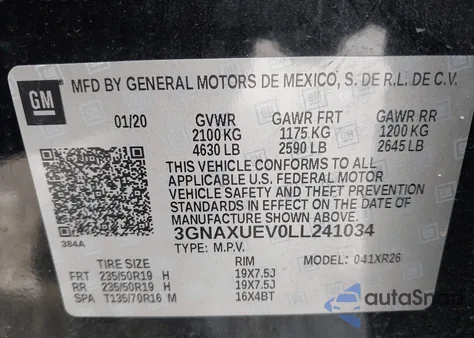 GM
MFD BY GENERAL MOTORS DE MEXICO, S. DE R.L. DE C.V.
01/20 GVWR GAWR FRT GAWR RR
2100 KG 1175 KG 1200 KG
4630 LB 2590 LB 2645 LB
THIS VEHICLE CONFORMS TO ALL
APPLICABLE U.S. FEDERAL MOTOR
VEHICLE SAFETY AND THEFT PREVENTION
STANDARDS IN EFFECT ON THE DATE OF
MANUFACTURE SHOWN ABOVE.
384A 3GNAXUEV0LL241034
TYPE: M.P.V. MODEL: 041XR26
TIRE SIZE RIM
FRT 235/50R19 H 19X7.5J
RR 235/50R19 H 19X7.5J
SPA T135/70R16 M 16X4BT
autoSnap